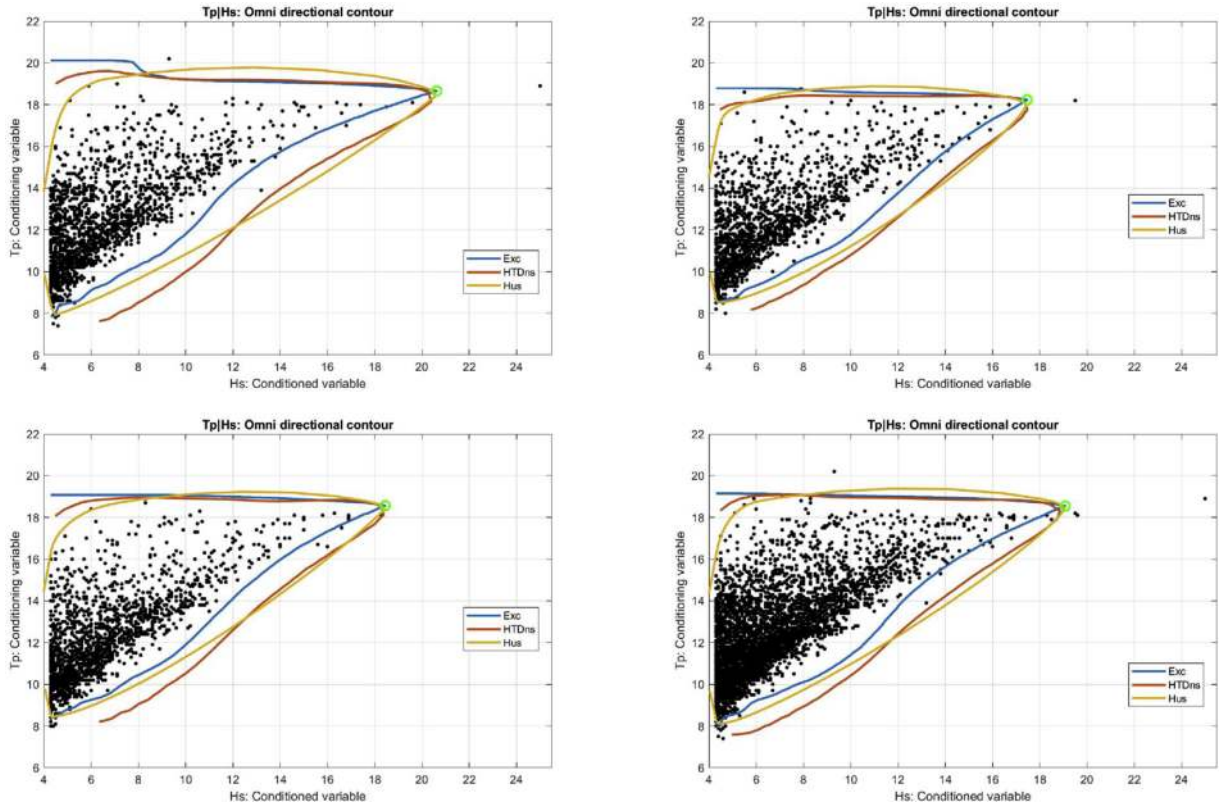 Tp|Hs: Omni directional contour
22
20
18
16
14
12
10
8
6
Tp: Conditioning variable
Exc
HTDns
Hus
4 6 8 10 12 14 16 18 20 22 24
Hs: Conditioned variable
Tp|Hs: Omni directional contour
22
20
18
16
14
12
10
8
6
Tp: Conditioning variable
Exc
HTDns
Hus
4 6 8 10 12 14 16 18 20 22 24
Hs: Conditioned variable
Tp|Hs: Omni directional contour
22
20
18
16
14
12
10
8
6
Tp: Conditioning variable
Exc
HTDns
Hus
4 6 8 10 12 14 16 18 20 22 24
Hs: Conditioned variable
Tp|Hs: Omni directional contour
22
20
18
16
14
12
10
8
6
Tp: Conditioning variable
Exc
HTDns
Hus
4 6 8 10 12 14 16 18 20 22 24
Hs: Conditioned variable